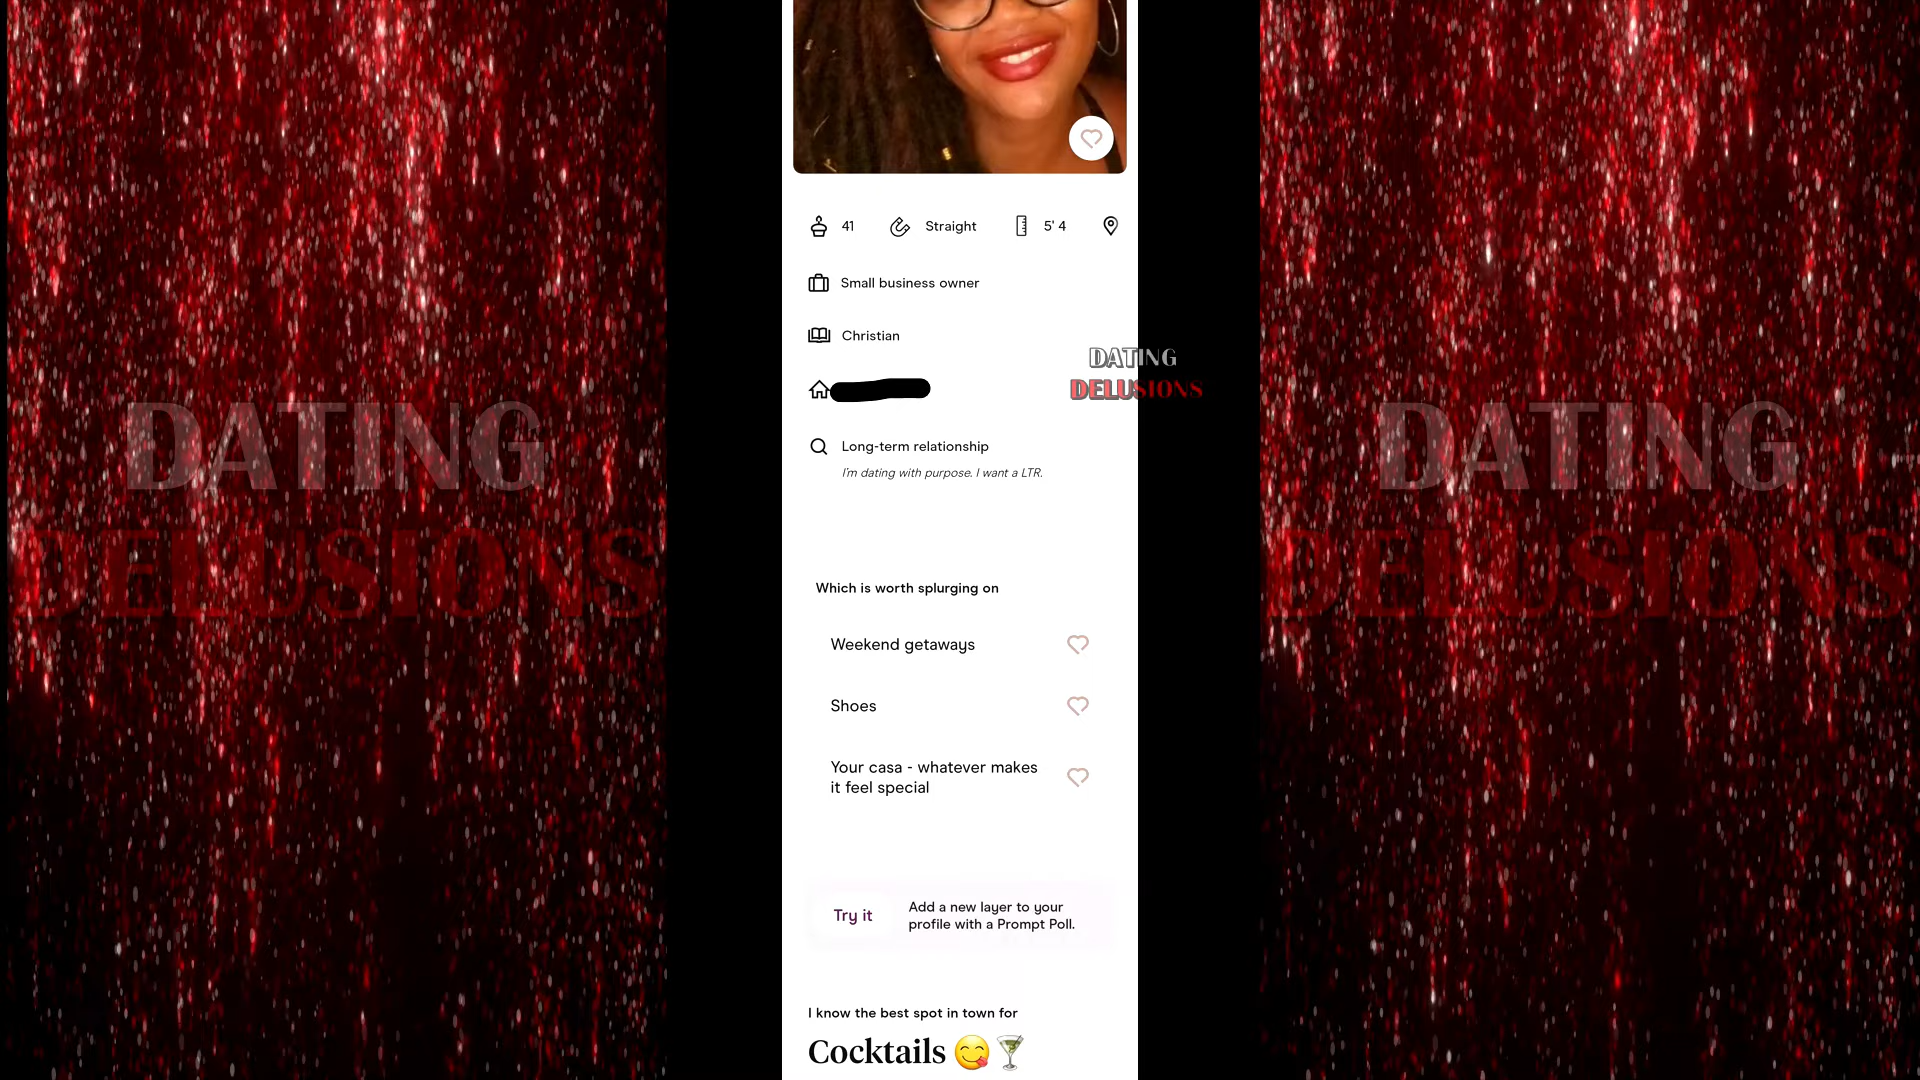 41
Straight
5' 4
Small business owner
Christian
DATING
DELUSIONS
Long-term relationship
I'm dating with purpose. I want a LTR.
DATING
DELUSIONS
DATING
DELUSIONS
Which is worth splurging on
Weekend getaways
Shoes
Your casa - whatever makes
it feel special
Try it
Add a new layer to your
profile with a Prompt Poll.
I know the best spot in town for
Cocktails 😋🍸